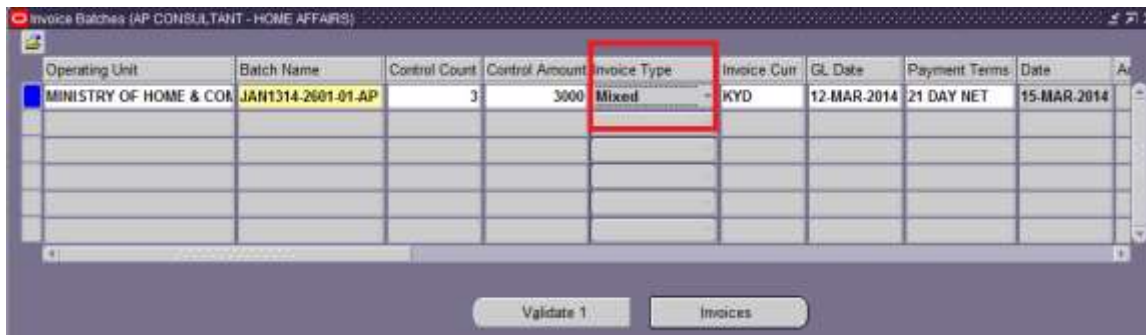 Invoice Batches (AP CONSULTANT - HOME AFFAIRS)
Operating Unit Batch Name Control Count Control Amount Invoice Type Invoice Curr GL Date Payment Terms Date
MINISTRY OF HOME & COM JAN1314-2601-01-AP 3 3000 Mixed KYD 12-MAR-2014 21 DAY NET 15-MAR-2014
Validate 1 Invoices